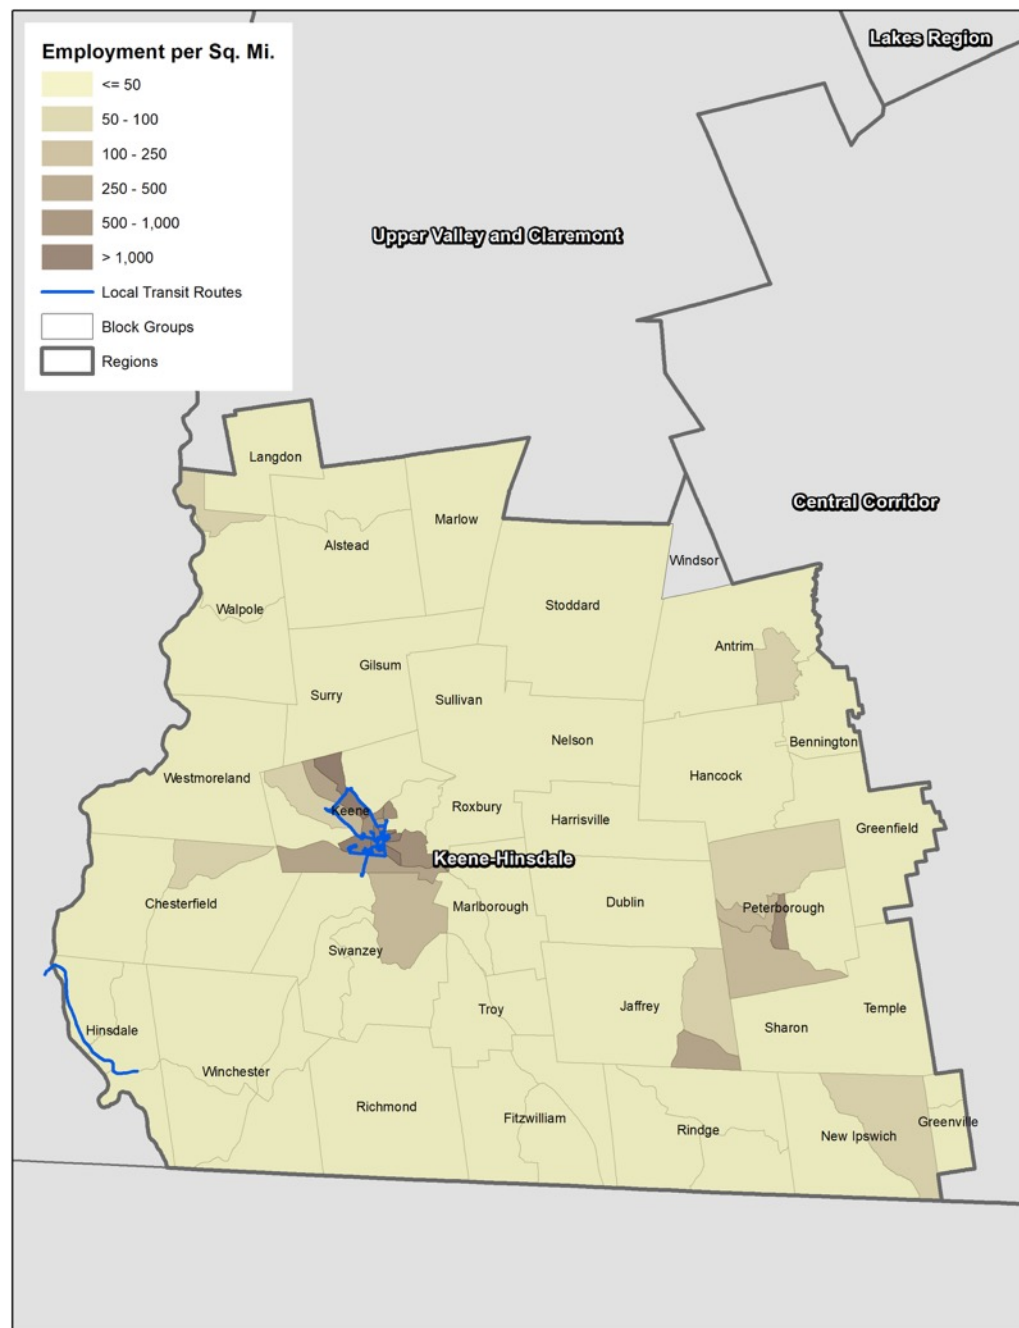 Employment per Sq. Mi.
<= 50
50 - 100
100 - 250
250 - 500
500 - 1,000
> 1,000
Local Transit Routes
Block Groups
Regions
Lakes Region
Upper Valley and Claremont
Central Corridor
Langdon
Marlow
Alstead
Windsor
Walpole
Stoddard
Antrim
Gilsum
Surry
Sullivan
Nelson
Bennington
Westmoreland
Hancock
Keene
Roxbury
Harrisville
Greenfield
Keene-Hinsdale
Chesterfield
Marlborough
Dublin
Peterborough
Swanzey
Troy
Jaffrey
Sharon
Temple
Hinsdale
Winchester
Richmond
Fitzwilliam
Rindge
New Ipswich
Greenville